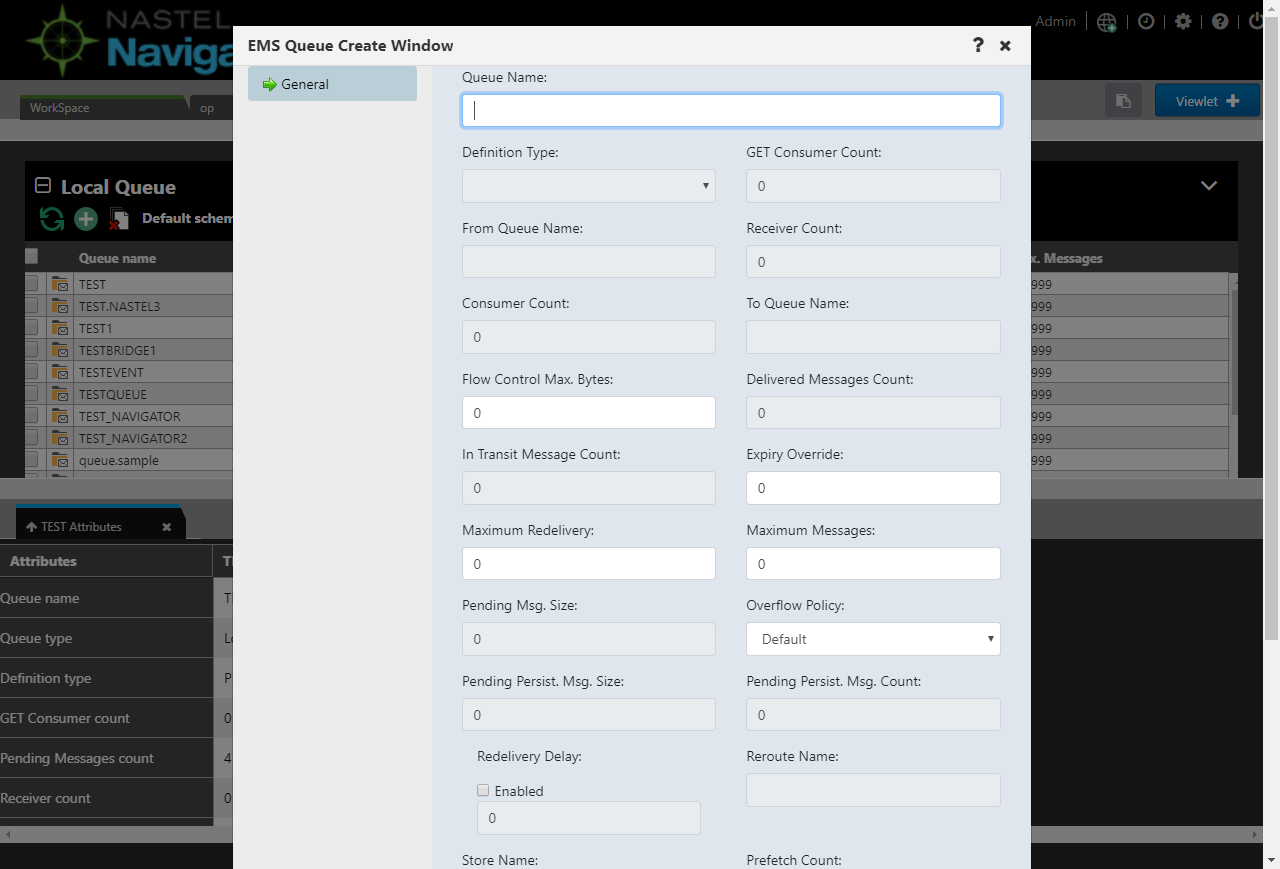 NASTEL
Naviga
Admin
WorkSpace
op
Viewlet
Local Queue
Default schem
Queue name
x. Messages
TEST
999
TEST.NASTEL3
999
TEST1
999
TESTBRIDGE1
999
TESTEVENT
999
TESTQUEUE
999
TEST_NAVIGATOR
999
TEST_NAVIGATOR2
999
queue.sample
999
TEST Attributes
Attributes
Queue name
Queue type
Definition type
P
GET Consumer count
0
Pending Messages count
4
Receiver count
0
EMS Queue Create Window
?
General
Queue Name:
Definition Type:
GET Consumer Count:
0
From Queue Name:
Receiver Count:
0
Consumer Count:
To Queue Name:
0
Flow Control Max. Bytes:
Delivered Messages Count:
0
0
In Transit Message Count:
Expiry Override:
0
0
Maximum Redelivery:
Maximum Messages:
0
0
Pending Msg. Size:
Overflow Policy:
0
Default
Pending Persist. Msg. Size:
Pending Persist. Msg. Count:
0
0
Redelivery Delay:
Reroute Name:
Enabled
0
Store Name:
Prefetch Count: